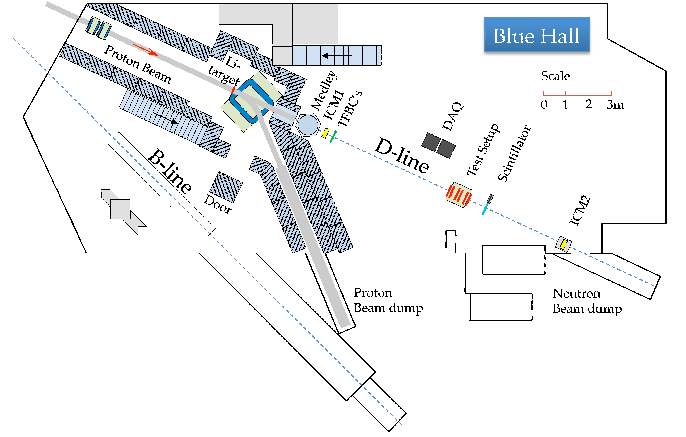 Blue Hall
Proton Beam
Li-
target
Medley
ICM1
TFBC's
Scale
0 1 2 3m
DAQ
D-line
Test Setup
Scintillator
B-line
Door
ICM2
Proton
Beam dump
Neutron
Beam dump